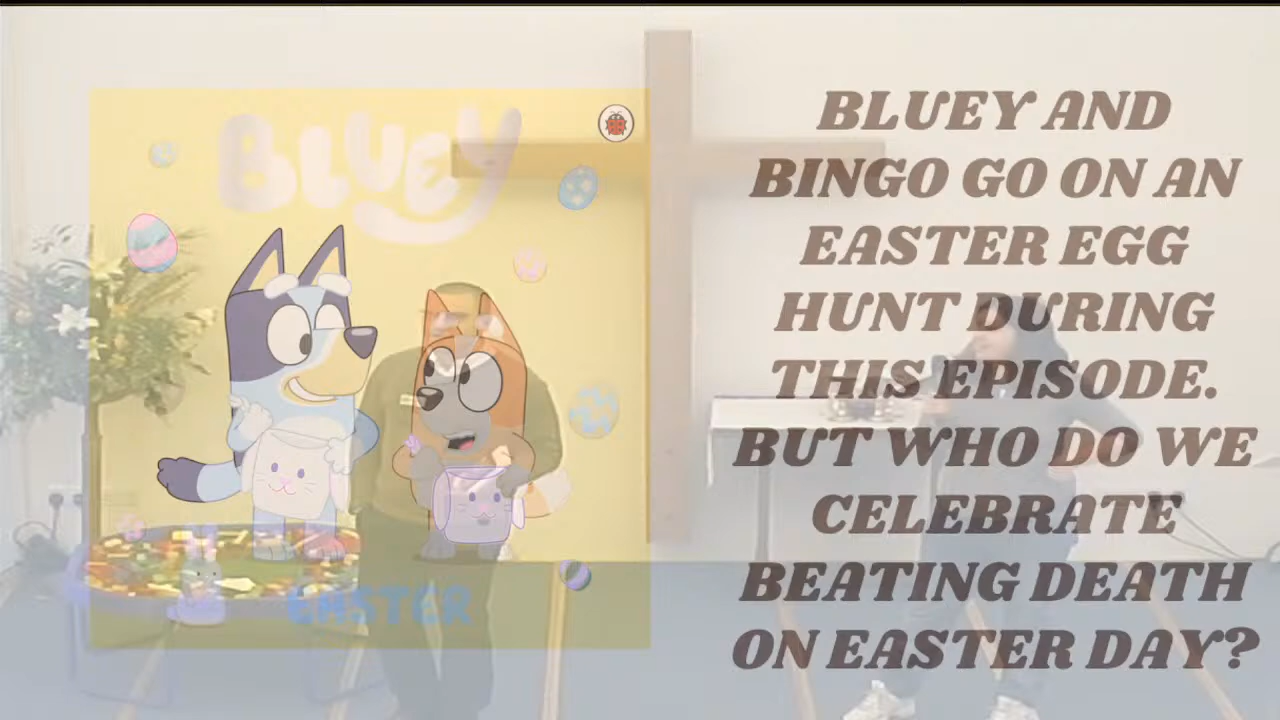 BLUEY
EASTER
BLUEY AND
BINGO GO ON AN
EASTER EGG
HUNT DURING
THIS EPISODE.
BUT WHO DO WE
CELEBRATE
BEATING DEATH
ON EASTER DAY?